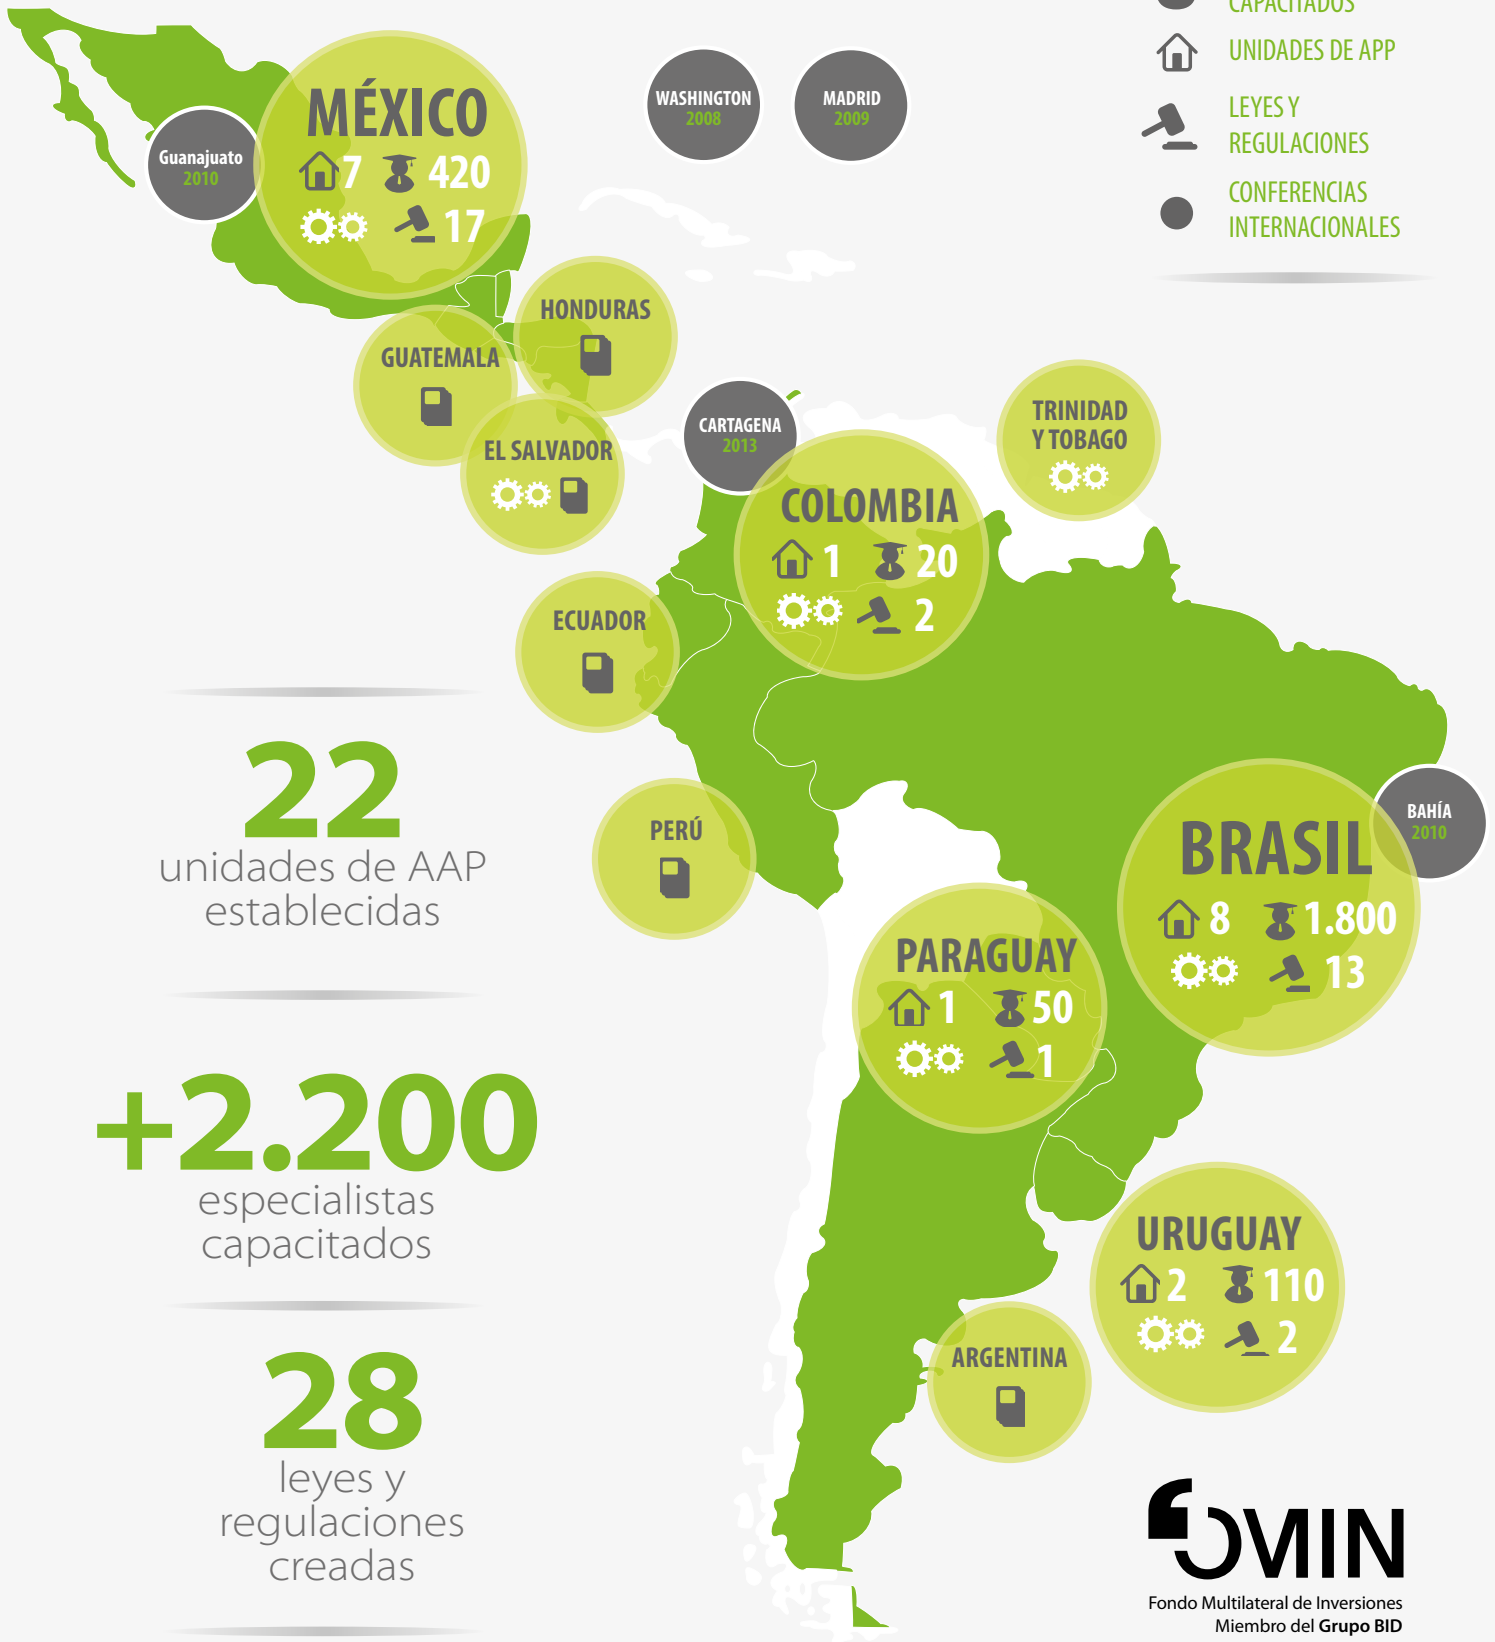 CAPACITADOS
UNIDADES DE APP
LEYES Y
REGULACIONES
CONFERENCIAS
INTERNACIONALES
WASHINGTON
2008
MADRID
2009
Guanajuato
2010
MÉXICO
7 420
17
HONDURAS
GUATEMALA
EL SALVADOR
CARTAGENA
2013
TRINIDAD
Y TOBAGO
COLOMBIA
1 20
2
ECUADOR
PERÚ
BAHÍA
2010
BRASIL
8 1.800
13
PARAGUAY
1 50
1
URUGUAY
2 110
2
ARGENTINA
22
unidades de AAP
establecidas
+2.200
especialistas
capacitados
28
leyes y
regulaciones
creadas
FOMIN
Fondo Multilateral de Inversiones
Miembro del Grupo BID